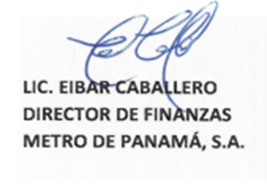 LIC. EIBAR CABALLERO
DIRECTOR DE FINANZAS
METRO DE PANAMÁ, S.A.